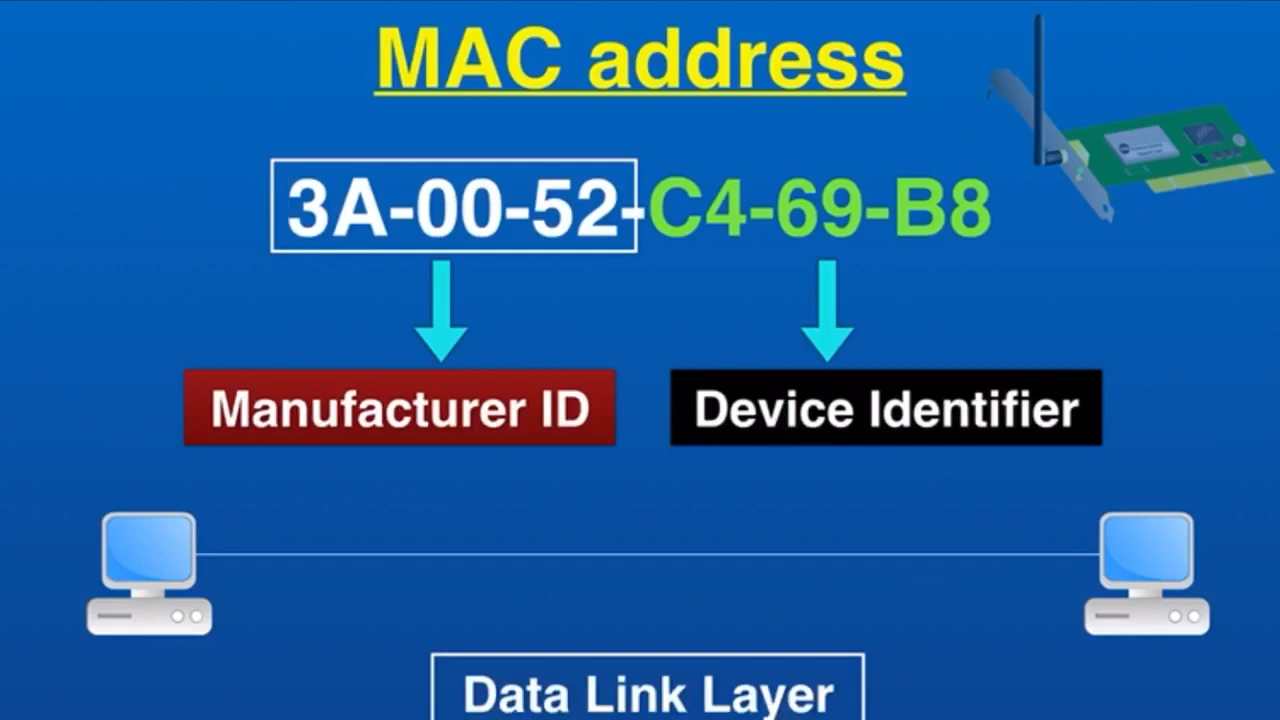 MAC address
3A-00-52-C4-69-B8
Manufacturer ID
Device Identifier
Data Link Layer